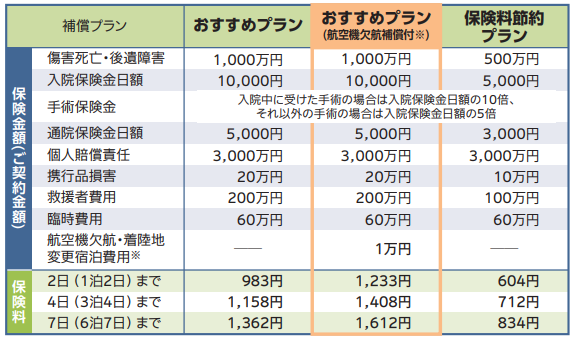 補償プラン おすすめプラン おすすめプラン (航空機欠航補償付※) 保険料節約プラン
保険金額(ご契約金額)
傷害死亡・後遺障害 1,000万円 1,000万円 500万円
入院保険金日額 10,000円 10,000円 5,000円
手術保険金 入院中に受けた手術の場合は入院保険金日額の10倍、
それ以外の手術の場合は入院保険金日額の5倍
通院保険金日額 5,000円 5,000円 3,000円
個人賠償責任 3,000万円 3,000万円 3,000万円
携行品損害 20万円 20万円 10万円
救援者費用 200万円 200万円 100万円
臨時費用 60万円 60万円 60万円
航空機欠航・着陸地
変更宿泊費用※ —— 1万円 ——
保険料
2日(1泊2日)まで 983円 1,233円 604円
4日(3泊4日)まで 1,158円 1,408円 712円
7日(6泊7日)まで 1,362円 1,612円 834円